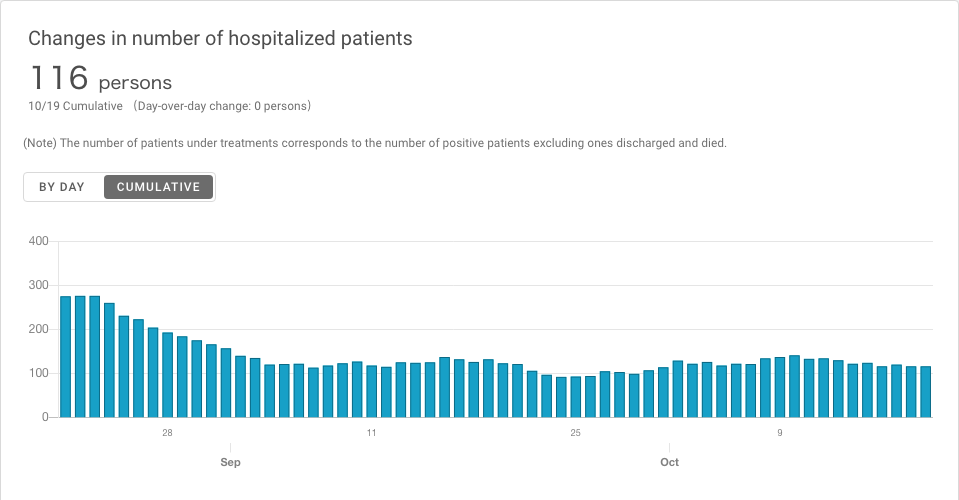 Changes in number of hospitalized patients
116 persons
10/19 Cumulative (Day-over-day change: 0 persons)
(Note) The number of patients under treatments corresponds to the number of positive patients excluding ones discharged and died.
BY DAY CUMULATIVE
400
300
200
100
0
28 11 25 9
Sep Oct